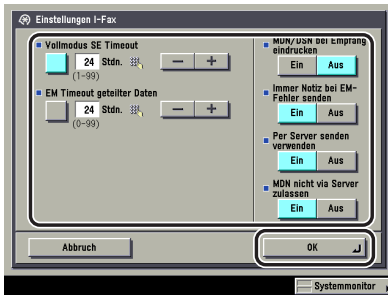 Einstellungen I-Fax
Vollmodus SE Timeout
24 Stdn.
(1-99)
EM Timeout geteilter Daten
24 Stdn.
(0-99)
MDN/DSN bei Empfang
eindrucken
Ein Aus
Immer Notiz bei EM-
Fehler senden
Ein Aus
Per Server senden
verwenden
Ein Aus
MDN nicht via Server
zulassen
Ein Aus
Abbruch
OK
Systemmonitor